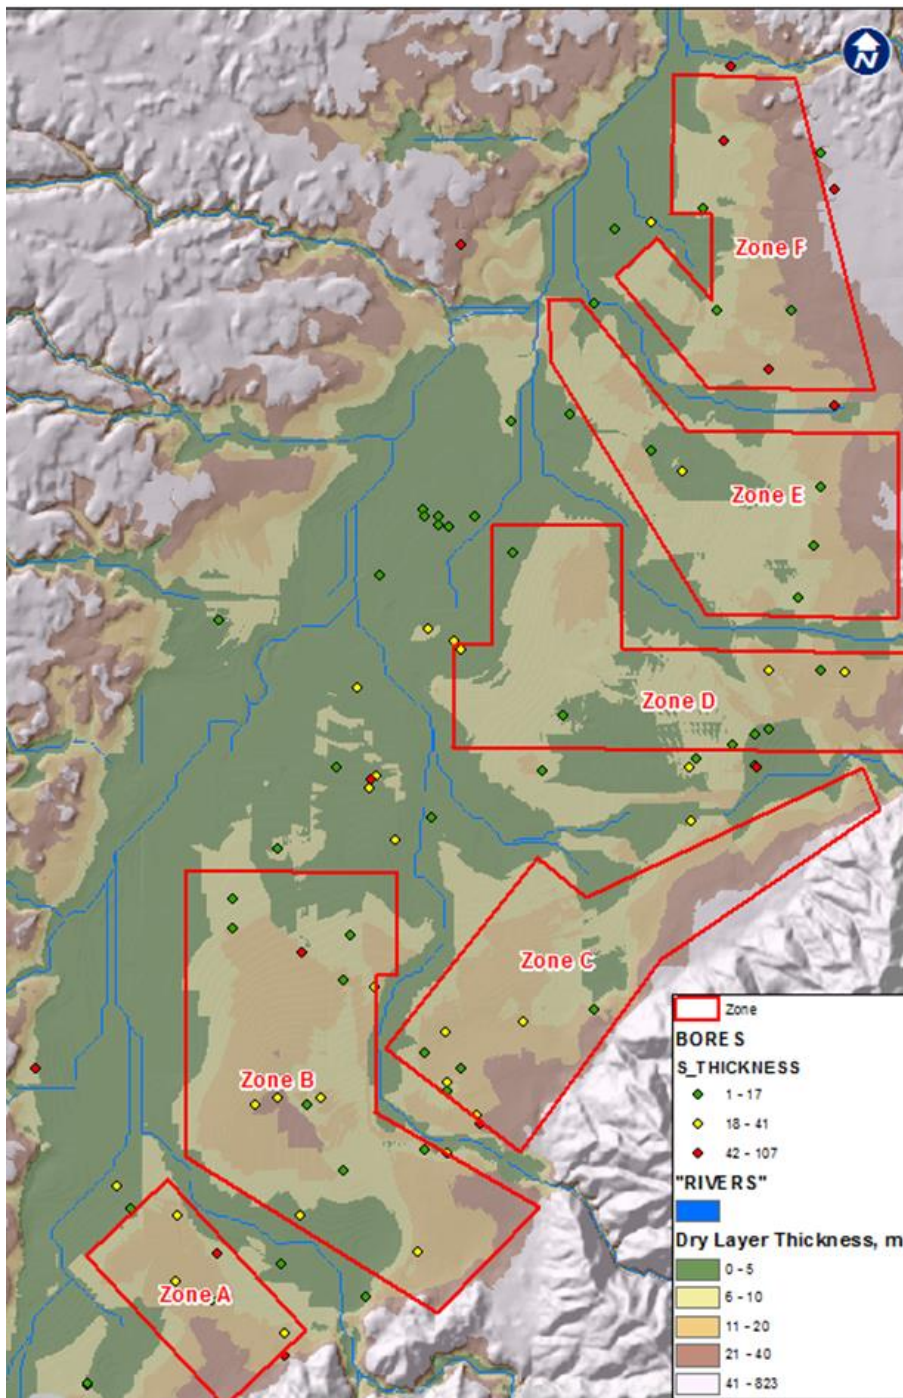 N
Zone F
Zone E
Zone D
Zone C
Zone B
Zone A
Zone
BORES
S_THICKNESS
1 - 17
18 - 41
42 - 107
"RIVERS"
Dry Layer Thickness, m
0 - 5
6 - 10
11 - 20
21 - 40
41 - 823